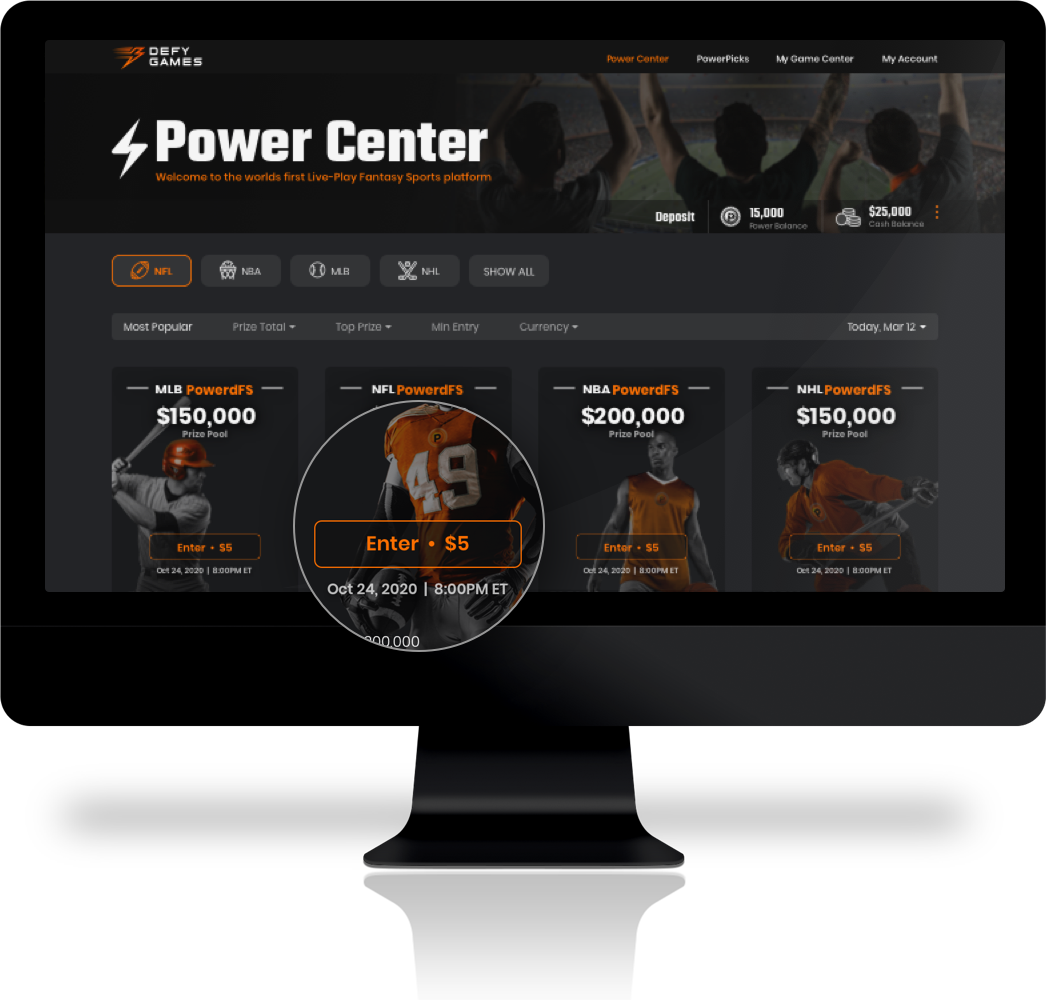 DEFY
GAMES
Power Center
PowerPicks
My Game Center
My Account
Power Center
Welcome to the worlds first Live-Play Fantasy Sports platform
Deposit
15,000
Power Balance
$25,000
Cash Balance
NFL
NBA
MLB
NHL
SHOW ALL
Most Popular
Prize Total
Top Prize
Min Entry
Currency
Today, Mar 12
MLB PowerdFS
$150,000
Prize Pool
Enter • $5
Oct 24, 2020 | 8:00PM ET
NFL PowerdFS
P
49
Enter • $5
Oct 24, 2020 | 8:00PM ET
00,000
NBA PowerdFS
$200,000
Prize Pool
Enter • $5
Oct 24, 2020 | 8:00PM ET
NHL PowerdFS
$150,000
Prize Pool
Enter • $5
Oct 24, 2020 | 8:00PM ET